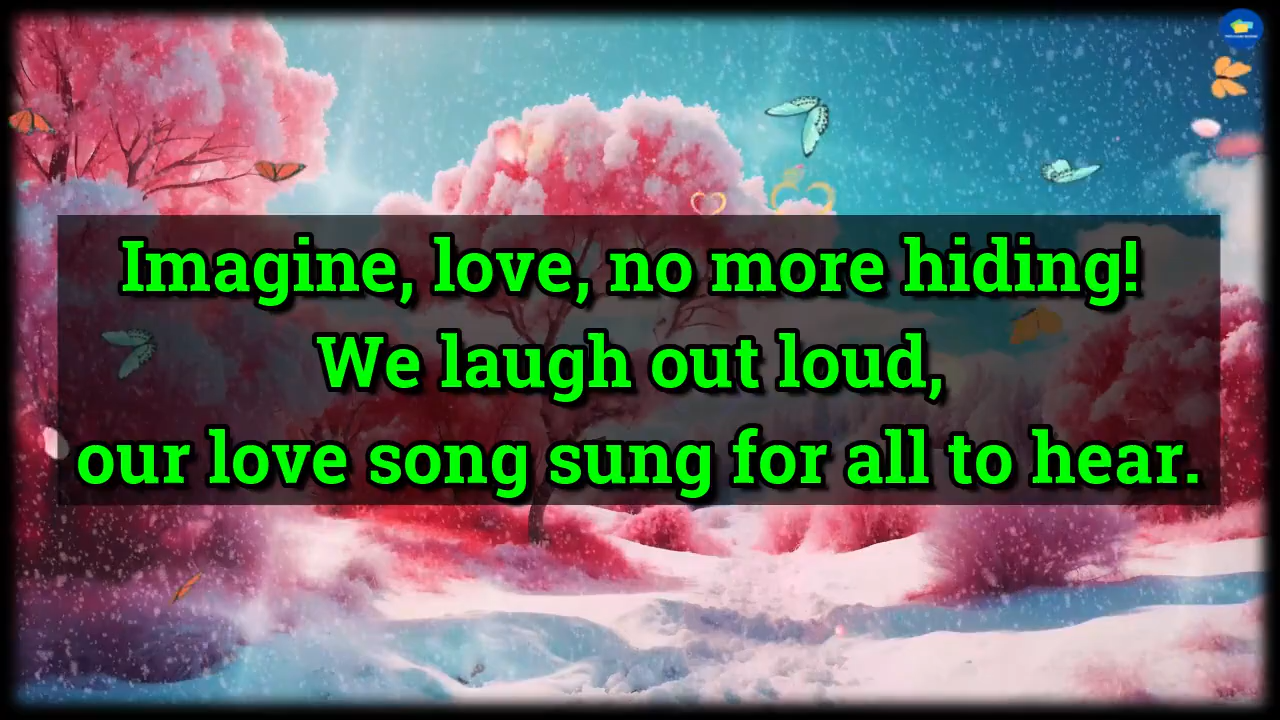 Imagine, love, no more hiding!
We laugh out loud,
our love song sung for all to hear.